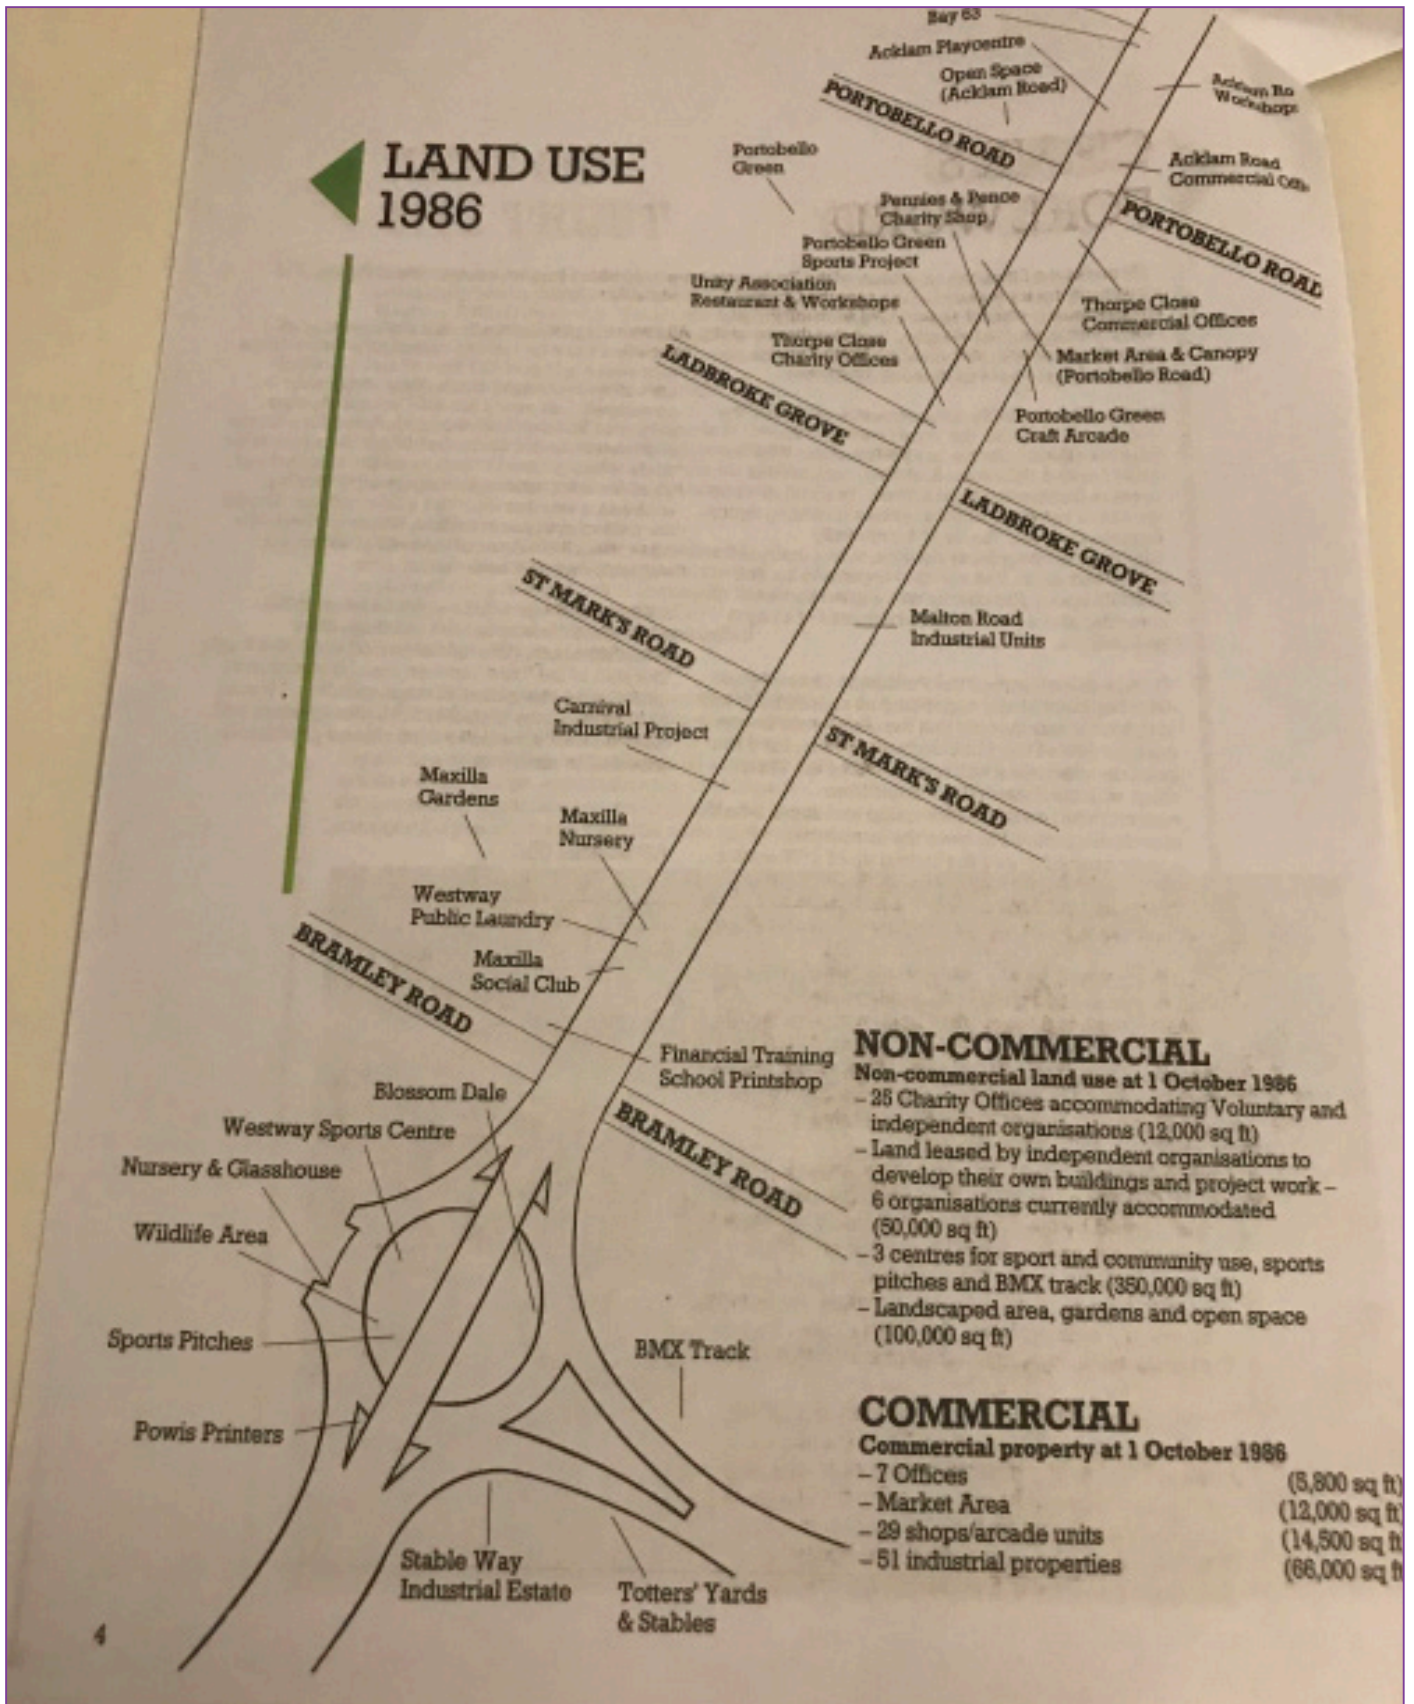 Bay 63
Acklam Playcentre
Open Space
(Acklam Road)
PORTOBELLO ROAD
Acklam Ro
Workshops
LAND USE
1986
Portobello
Green
Acklam Road
Commercial
Pennies & Pence
Charity Shop
PORTOBELLO ROAD
Portobello Green
Sports Project
Unity Association
Restaurant & Workshops
Thorpe Close
Commercial Offices
Thorpe Close
Charity Offices
Market Area & Canopy
(Portobello Road)
LADBROKE GROVE
Portobello Green
Craft Arcade
LADBROKE GROVE
ST MARK'S ROAD
Malton Road
Industrial Units
Carnival
Industrial Project
ST MARK'S ROAD
Maxilla
Gardens
Maxilla
Nursery
Westway
Public Laundry
BRAMLEY ROAD
Maxilla
Social Club
Financial Training
School Printshop
Blossom Dale
BRAMLEY ROAD
Westway Sports Centre
Nursery & Glasshouse
Wildlife Area
Sports Pitches
BMX Track
Powis Printers
Stable Way
Industrial Estate
Totters' Yards
& Stables
NON-COMMERCIAL
Non-commercial land use at 1 October 1986
– 25 Charity Offices accommodating Voluntary and
independent organisations (12,000 sq ft)
– Land leased by independent organisations to
develop their own buildings and project work –
6 organisations currently accommodated
(50,000 sq ft)
– 3 centres for sport and community use, sports
pitches and BMX track (350,000 sq ft)
– Landscaped area, gardens and open space
(100,000 sq ft)
COMMERCIAL
Commercial property at 1 October 1986
– 7 Offices (5,800 sq ft)
– Market Area (12,000 sq ft
– 29 shops/arcade units (14,500 sq ft
– 51 industrial properties (66,000 sq ft
4